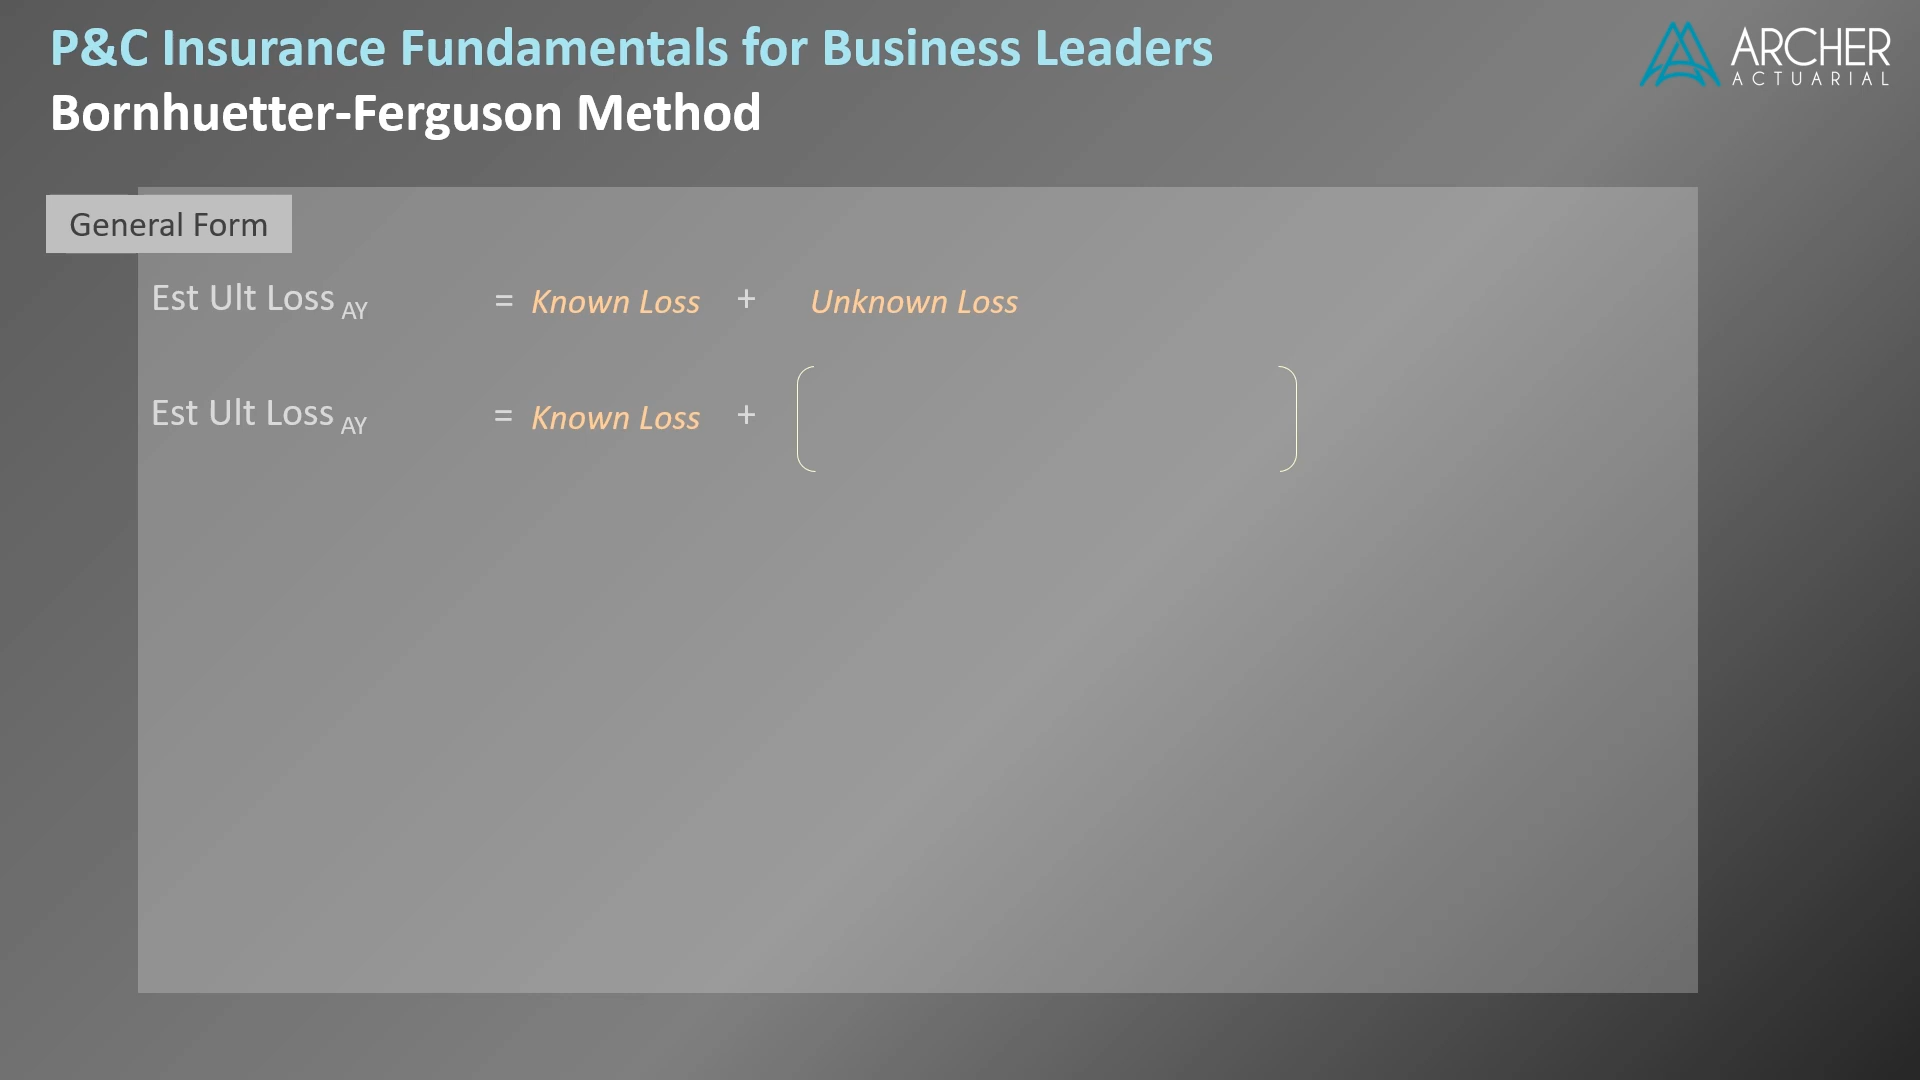 P&C Insurance Fundamentals for Business Leaders
Bornhuetter-Ferguson Method
ARCHER
ACTUARIAL
General Form
Est Ult Loss AY = Known Loss + Unknown Loss
Est Ult Loss AY = Known Loss + ( )